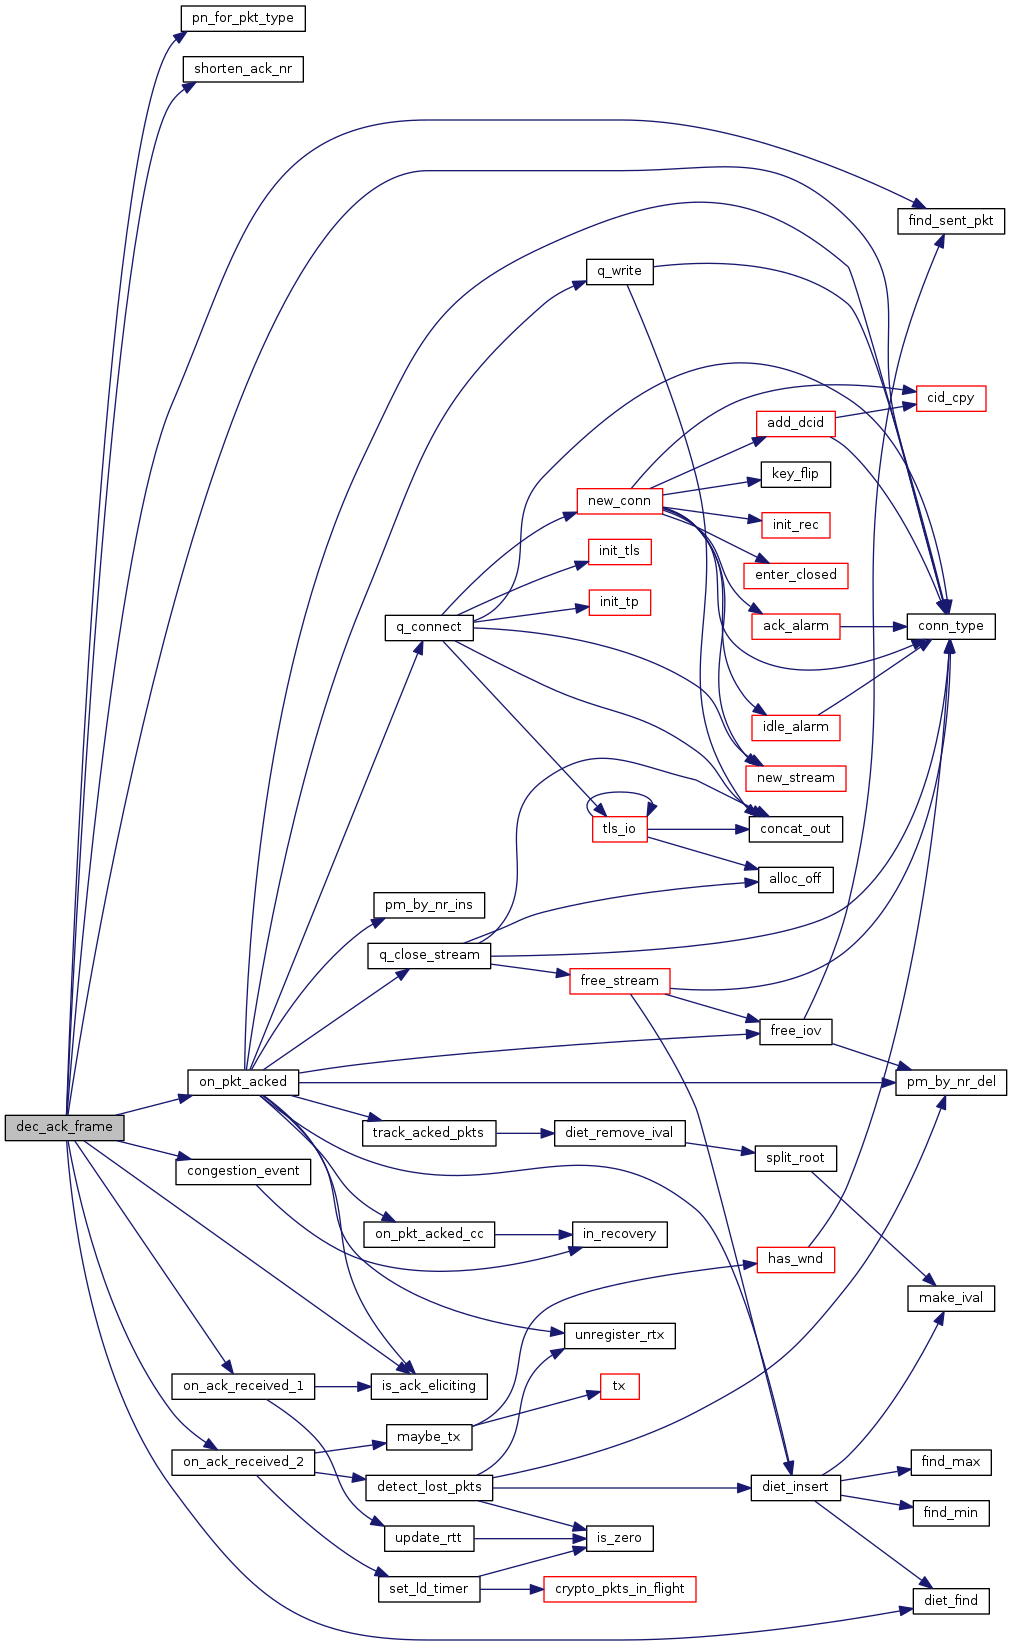 pn_for_pkt_type
shorten_ack_nr
find_sent_pkt
q_write
cid_cpy
add_dcid
key_flip
new_conn
init_rec
init_tls
enter_closed
init_tp
ack_alarm
q_connect
conn_type
idle_alarm
new_stream
tls_io
concat_out
alloc_off
pm_by_nr_ins
q_close_stream
free_stream
free_iov
on_pkt_acked
pm_by_nr_del
dec_ack_frame
track_acked_pkts
diet_remove_ival
split_root
congestion_event
on_pkt_acked_cc
in_recovery
has_wnd
make_ival
unregister_rtx
on_ack_received_1
is_ack_eliciting
tx
maybe_tx
on_ack_received_2
find_max
detect_lost_pkts
diet_insert
find_min
update_rtt
is_zero
set_ld_timer
crypto_pkts_in_flight
diet_find